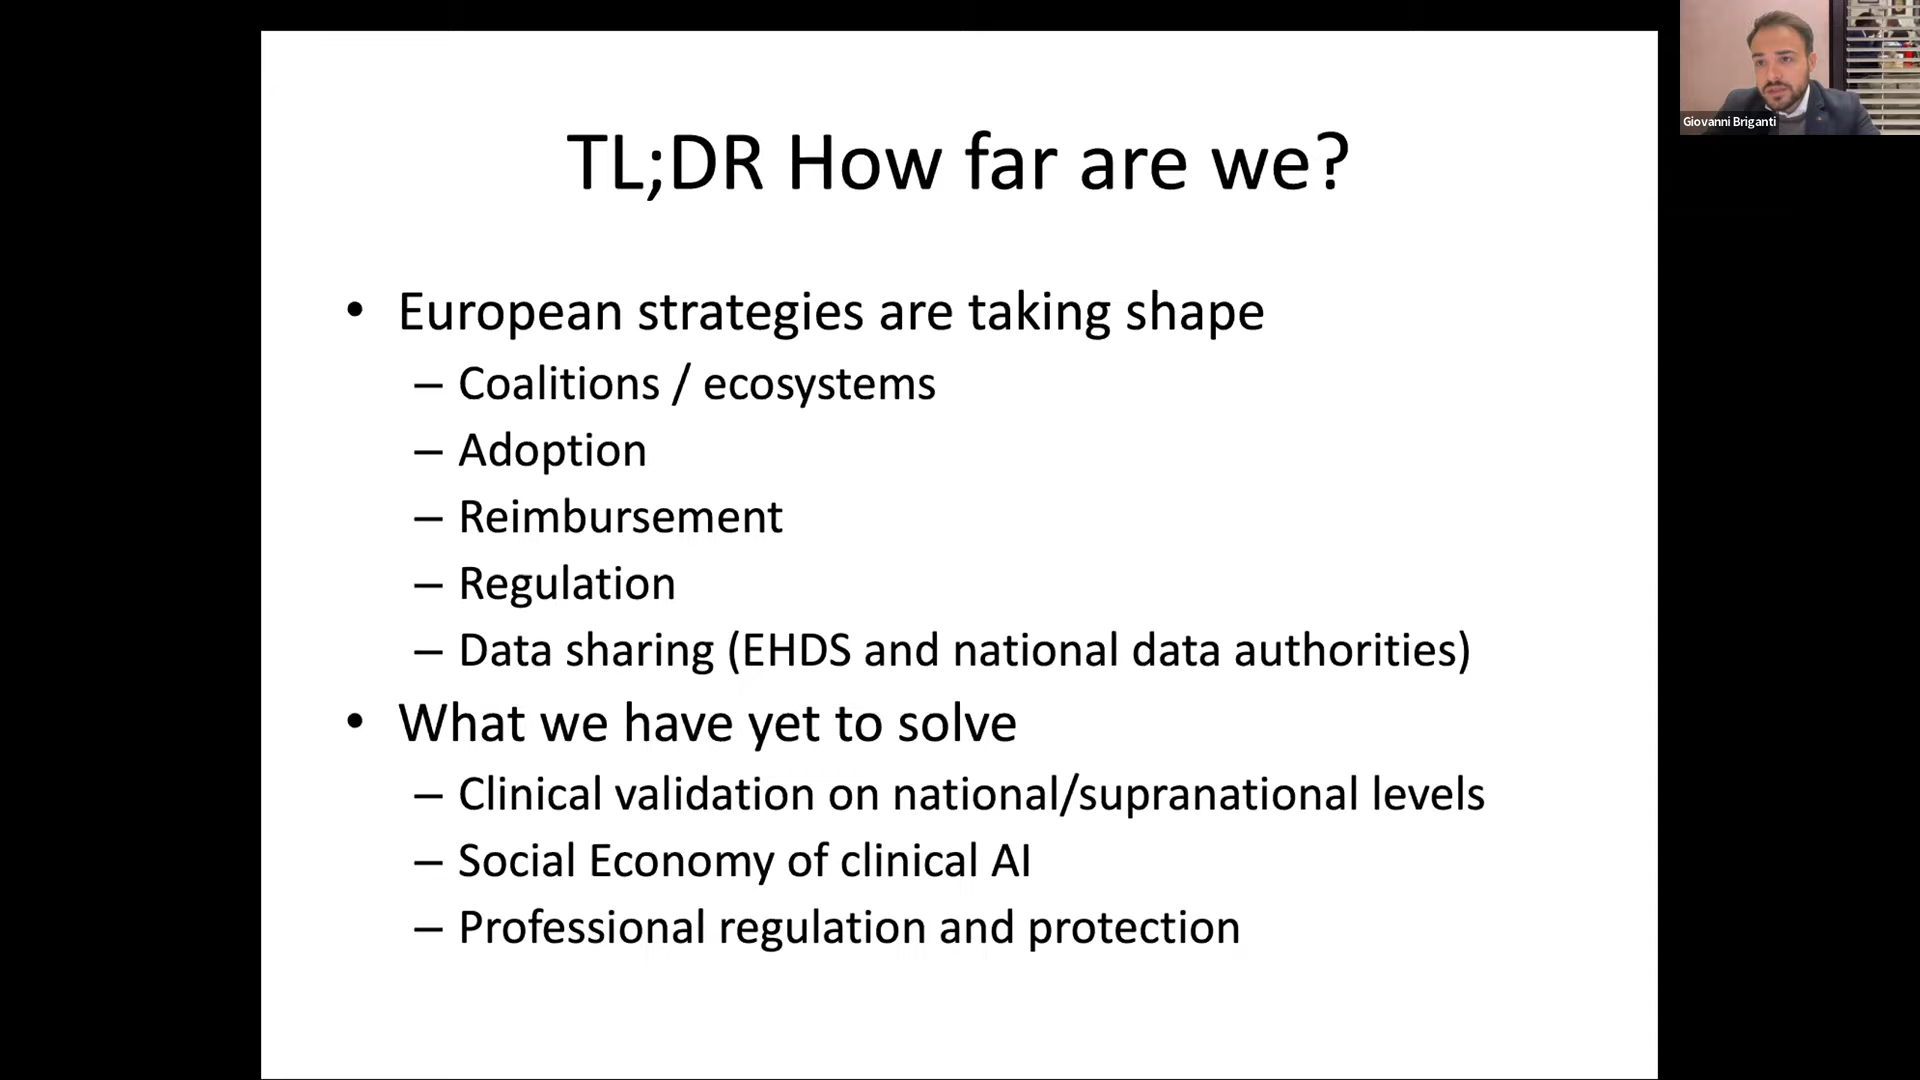 TL;DR How far are we?
• European strategies are taking shape
– Coalitions / ecosystems
– Adoption
– Reimbursement
– Regulation
– Data sharing (EHDS and national data authorities)
• What we have yet to solve
– Clinical validation on national/supranational levels
– Social Economy of clinical AI
– Professional regulation and protection
Giovanni Briganti